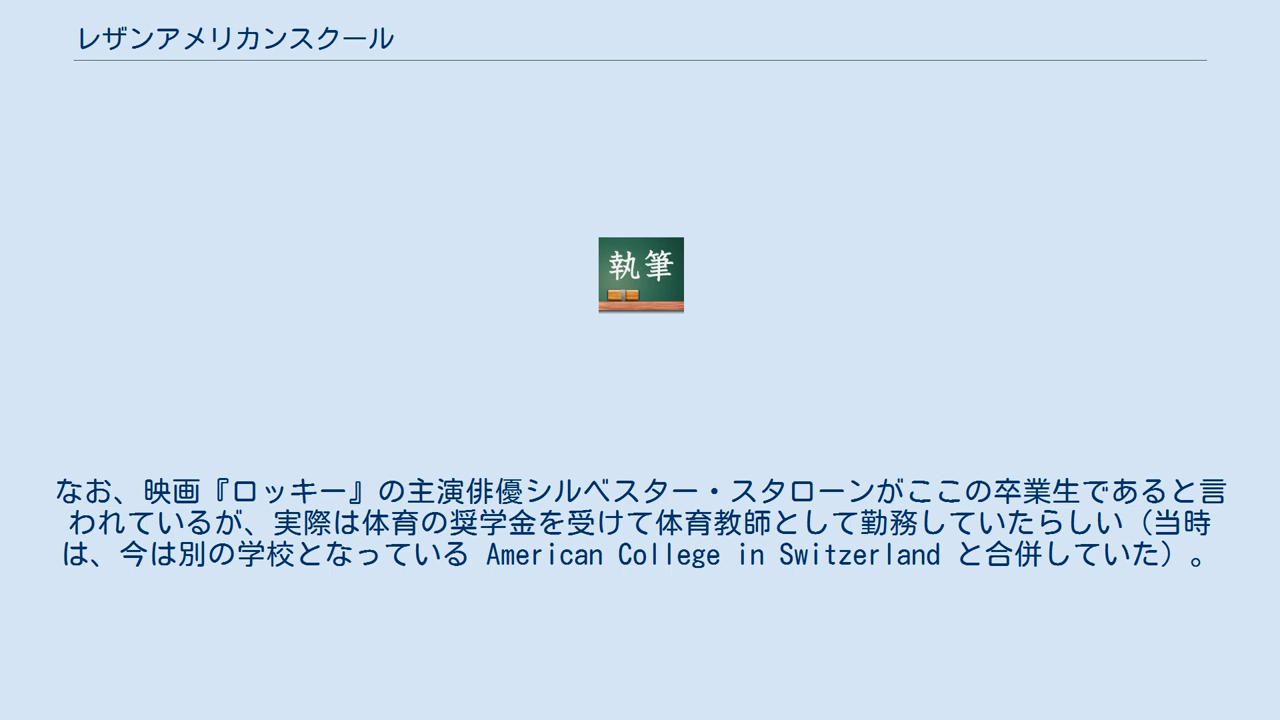 レザンアメリカンスクール
執筆
なお、映画『ロッキー』の主演俳優シルベスター・スタローンがここの卒業生であると言
われているが、実際は体育の奨学金を受けて体育教師として勤務していたらしい（当時
は、今は別の学校となっている American College in Switzerland と合併していた）。